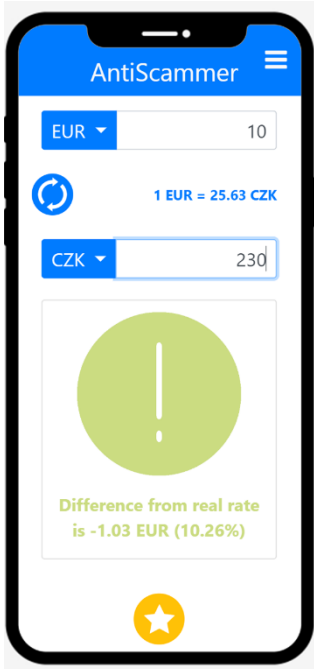 AntiScammer
EUR 10
1 EUR = 25.63 CZK
CZK 230
Difference from real rate
is -1.03 EUR (10.26%)